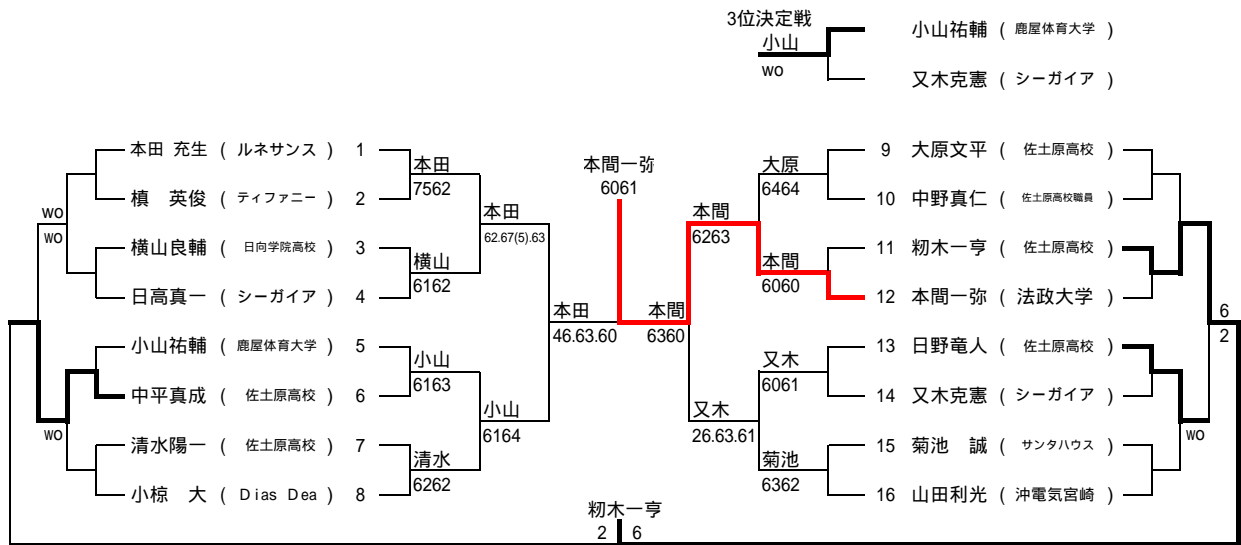 3位決定戦
小山 小山祐輔 ( 鹿屋体育大学 )
wo 又木克憲 ( シーガイア )
本田 充生 ( ルネサンス ) 1
本田
7562
槙 英俊 ( ティファニー ) 2
wo
wo
本田
62.67(5).63
横山良輔 ( 日向学院高校 ) 3
横山
6162
日高真一 ( シーガイア ) 4
本田
46.63.60
小山祐輔 ( 鹿屋体育大学 ) 5
小山
6163
中平真成 ( 佐土原高校 ) 6
wo
小山
6164
清水陽一 ( 佐土原高校 ) 7
清水
6262
小椋 大 ( Dias Dea ) 8
本間一弥
6061
本間
6360
大原
6464
9 大原文平 ( 佐土原高校 )
10 中野真仁 ( 佐土原高校職員 )
本間
6263
11 籾木一亨 ( 佐土原高校 )
本間
6060
12 本間一弥 ( 法政大学 )
6
2
13 日野竜人 ( 佐土原高校 )
又木
6061
14 又木克憲 ( シーガイア )
又木
26.63.61
wo
15 菊池 誠 ( サンタハウス )
菊池
6362
16 山田利光 ( 沖電気宮崎 )
籾木一亨
2 6